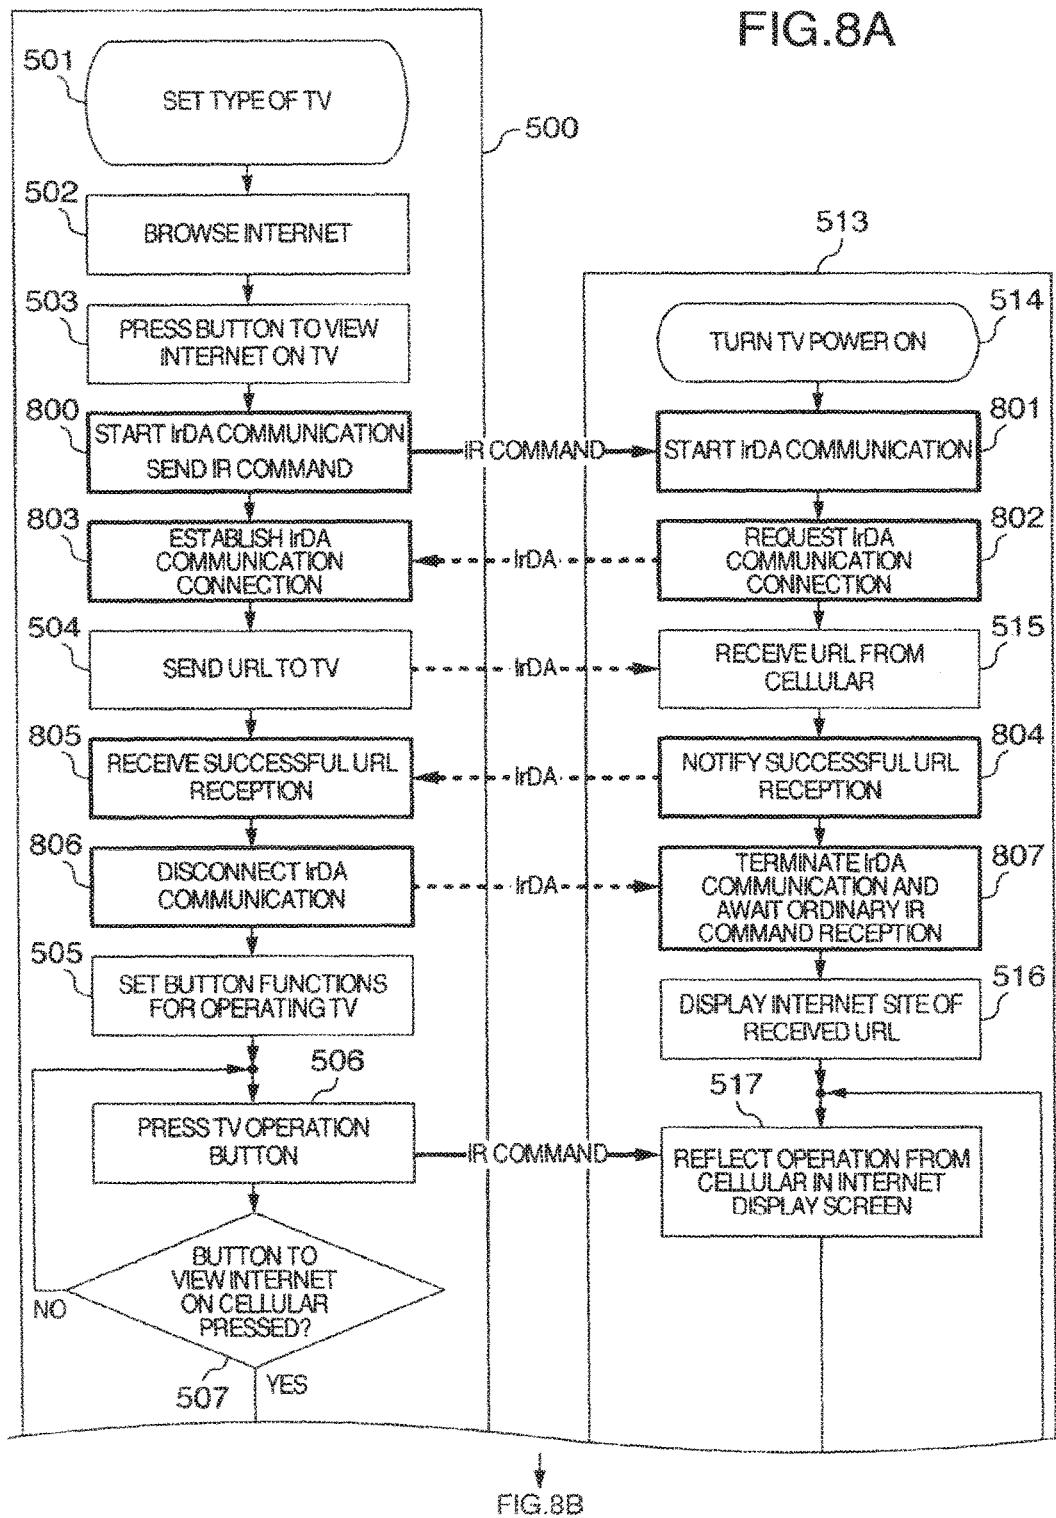 FIG.8A
501
SET TYPE OF TV
500
502
BROWSE INTERNET
513
503
PRESS BUTTON TO VIEW
INTERNET ON TV
514
TURN TV POWER ON
800
START IrDA COMMUNICATION
SEND IR COMMAND
IR COMMAND
801
START IrDA COMMUNICATION
803
ESTABLISH IrDA
COMMUNICATION
CONNECTION
IrDA
802
REQUEST IrDA
COMMUNICATION
CONNECTION
504
SEND URL TO TV
IrDA
515
RECEIVE URL FROM
CELLULAR
805
RECEIVE SUCCESSFUL URL
RECEPTION
IrDA
804
NOTIFY SUCCESSFUL URL
RECEPTION
806
DISCONNECT IrDA
COMMUNICATION
IrDA
807
TERMINATE IrDA
COMMUNICATION AND
AWAIT ORDINARY IR
COMMAND RECEPTION
505
SET BUTTON FUNCTIONS
FOR OPERATING TV
516
DISPLAY INTERNET SITE OF
RECEIVED URL
506
PRESS TV OPERATION
BUTTON
IR COMMAND
517
REFLECT OPERATION FROM
CELLULAR IN INTERNET
DISPLAY SCREEN
BUTTON TO
VIEW INTERNET
ON CELLULAR
PRESSED?
NO
507
YES
FIG.8B